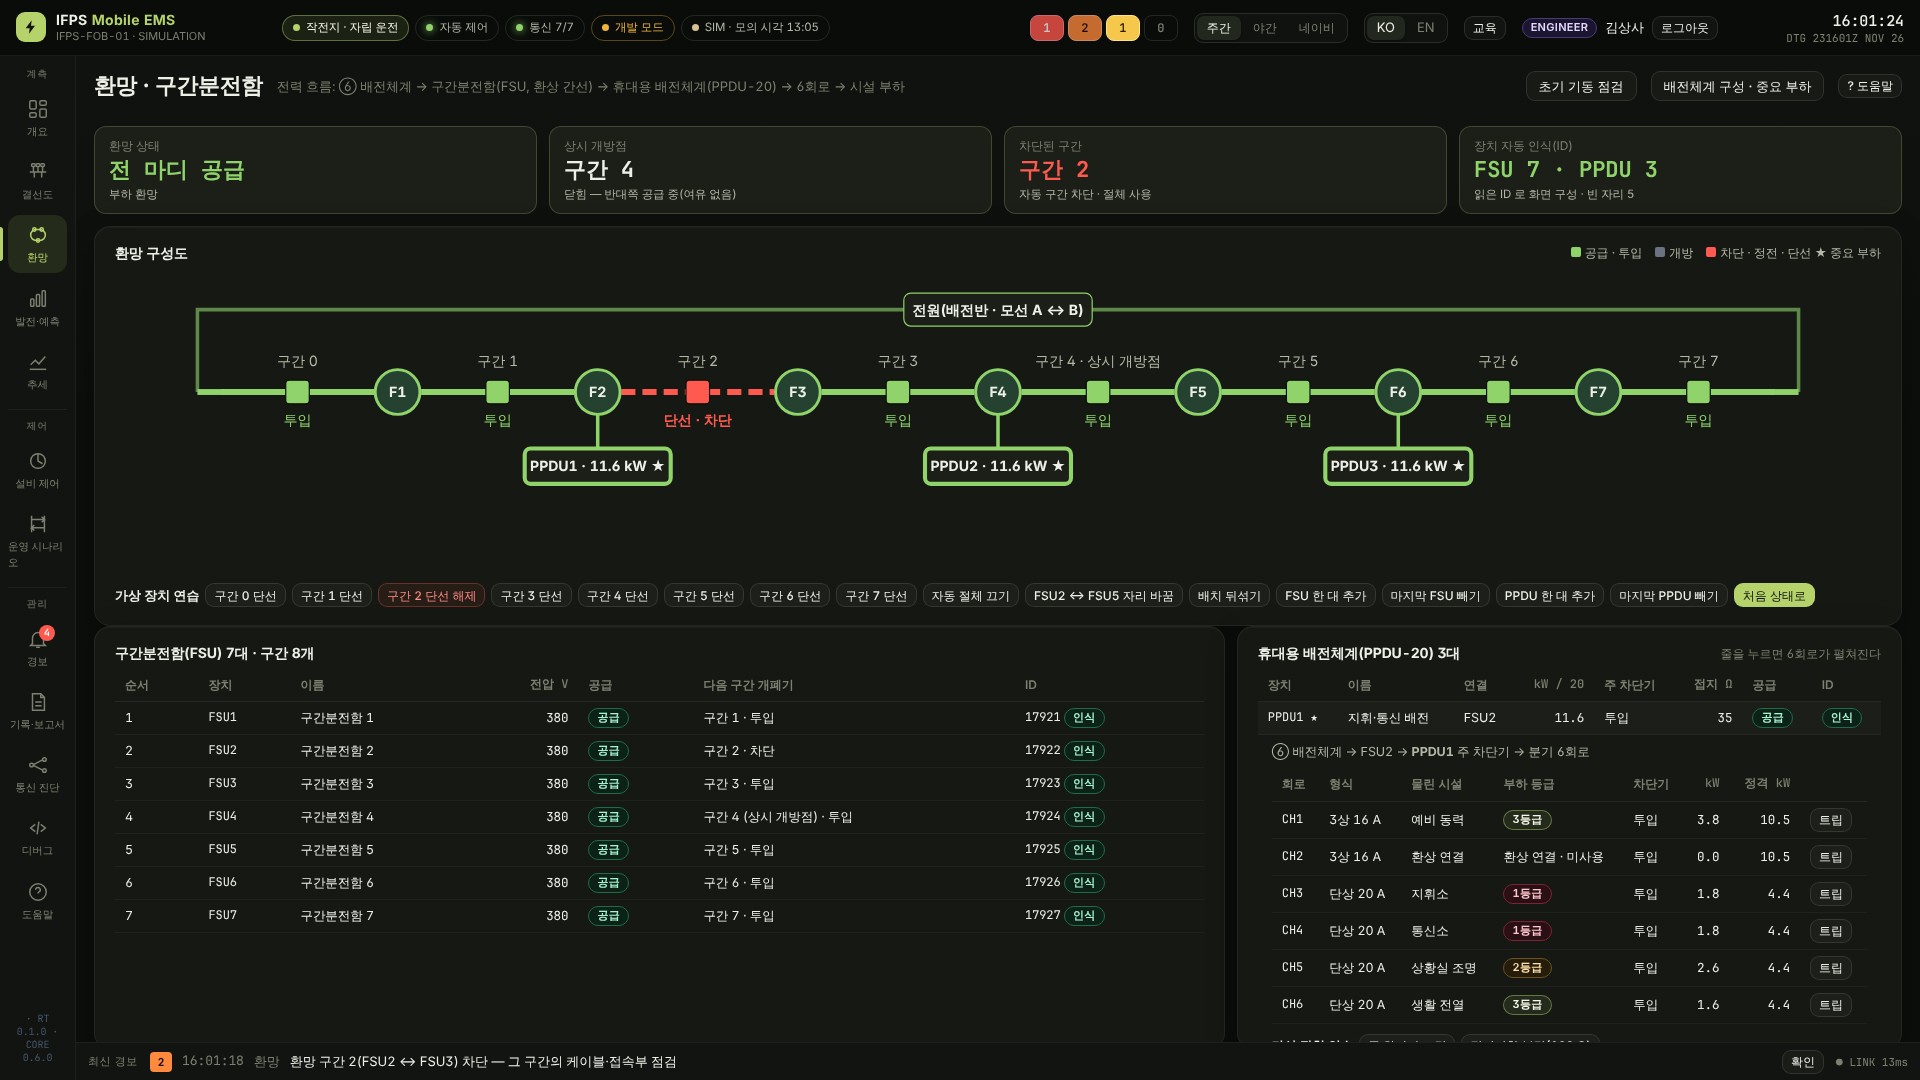 IFPS Mobile EMS
IFPS-FOB-01 · SIMULATION
작전지 · 자립 운전
자동 제어
통신 7/7
개발 모드
SIM · 모의 시각 13:05
1 2 1 0
주간 야간 네이비
KO EN
교육
ENGINEER 김상사 로그아웃
16:01:24
DTG 231601Z NOV 26
계측
개요
결선도
환망
발전·예측
추세
제어
설비 제어
운영 시나리
오
관리
4
경보
기록·보고서
통신 진단
디버그
도움말
· RT
0.1.0 ·
CORE
0.6.0
환망 · 구간분전함
전력 흐름: ⑥ 배전체계 → 구간분전함(FSU, 환상 간선) → 휴대용 배전체계(PPDU-20) → 6회로 → 시설 부하
초기 기동 점검
배전체계 구성 · 중요 부하
? 도움말
환망 상태
전 마디 공급
부하 환망
상시 개방점
구간 4
닫힘 — 반대쪽 공급 중(여유 없음)
차단된 구간
구간 2
자동 구간 차단 · 절체 사용
장치 자동 인식(ID)
FSU 7 · PPDU 3
읽은 ID 로 화면 구성 · 빈 자리 5
환망 구성도
공급 · 투입 개방 차단 · 정전 · 단선 ★ 중요 부하
전원(배전반 · 모선 A ↔ B)
구간 0 구간 1 구간 2 구간 3 구간 4 · 상시 개방점 구간 5 구간 6 구간 7
F1 F2 F3 F4 F5 F6 F7
투입 투입 단선 · 차단 투입 투입 투입 투입 투입
PPDU1 · 11.6 kW ★ PPDU2 · 11.6 kW ★ PPDU3 · 11.6 kW ★
가상 장치 연습 구간 0 단선 구간 1 단선 구간 2 단선 해제 구간 3 단선 구간 4 단선 구간 5 단선 구간 6 단선 구간 7 단선 자동 절체 끄기 FSU2 ↔ FSU5 자리 바꿈 배치 뒤섞기 FSU 한 대 추가 마지막 FSU 빼기 PPDU 한 대 추가 마지막 PPDU 빼기 처음 상태로
구간분전함(FSU) 7대 · 구간 8개
순서 장치 이름 전압 V 공급 다음 구간 개폐기 ID
1 FSU1 구간분전함 1 380 공급 구간 1 · 투입 17921 인식
2 FSU2 구간분전함 2 380 공급 구간 2 · 차단 17922 인식
3 FSU3 구간분전함 3 380 공급 구간 3 · 투입 17923 인식
4 FSU4 구간분전함 4 380 공급 구간 4 (상시 개방점) · 투입 17924 인식
5 FSU5 구간분전함 5 380 공급 구간 5 · 투입 17925 인식
6 FSU6 구간분전함 6 380 공급 구간 6 · 투입 17926 인식
7 FSU7 구간분전함 7 380 공급 구간 7 · 투입 17927 인식
휴대용 배전체계(PPDU-20) 3대
줄을 누르면 6회로가 펼쳐진다
장치 이름 연결 kW / 20 주 차단기 접지 Ω 공급 ID
PPDU1 ★ 지휘·통신 배전 FSU2 11.6 투입 35 공급 인식
⑥ 배전체계 → FSU2 → PPDU1 주 차단기 → 분기 6회로
회로 형식 물린 시설 부하 등급 차단기 kW 정격 kW
CH1 3상 16 A 예비 동력 3등급 투입 3.8 10.5 트립
CH2 3상 16 A 환상 연결 환상 연결 · 미사용 투입 0.0 10.5 트립
CH3 단상 20 A 지휘소 1등급 투입 1.8 4.4 트립
CH4 단상 20 A 통신소 1등급 투입 1.8 4.4 트립
CH5 단상 20 A 상황실 조명 2등급 투입 2.6 4.4 트립
CH6 단상 20 A 생활 전열 3등급 투입 1.6 4.4 트립
최신 경보 2 16:01:18 환망 환망 구간 2(FSU2 ↔ FSU3) 차단 — 그 구간의 케이블·접속부 점검
확인
LINK 13ms